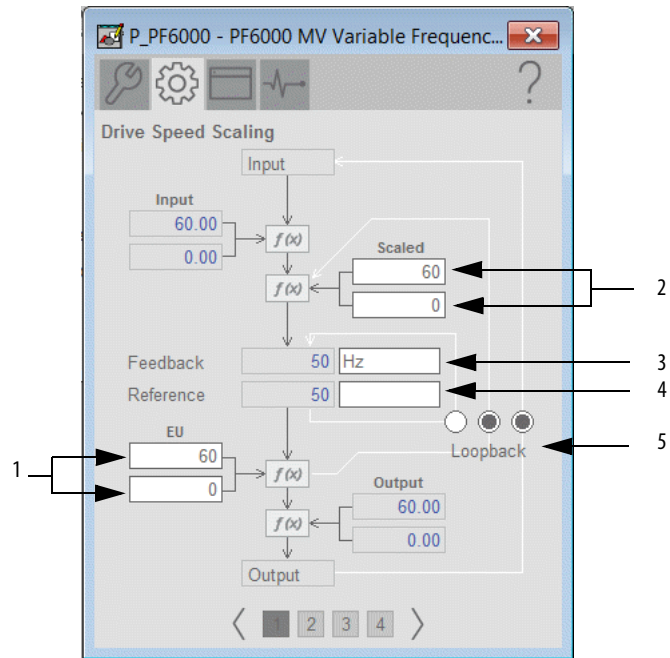 P_PF6000 - PF6000 MV Variable Frequenc...
?
Drive Speed Scaling
Input
Input
60.00
0.00
f(x)
Scaled
60
0
f(x)
2
Feedback 50 Hz
3
Reference 50
4
EU
60
0
1
Loopback
5
f(x)
Output
60.00
0.00
f(x)
Output
1 2 3 4